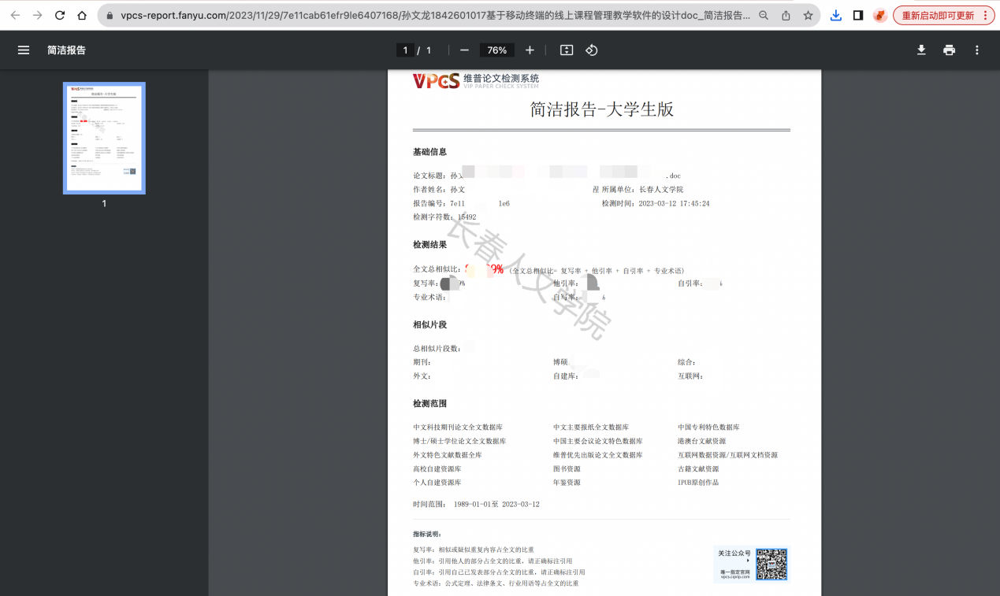 vpcs-report.fanyu.com/2023/11/29/7e11cab61efr9le6407168/孙文龙1842601017基于移动终端的线上课程管理教学软件的设计doc_简洁报告...
重新启动即可更新
简洁报告
1 / 1
76%
1
VPCS 维普论文检测系统
VIP PAPER CHECK SYSTEM
简洁报告-大学生版
基础信息
论文标题: 孙文 .doc
作者姓名: 孙文 所属单位: 长春人文学院
报告编号: 7e11 1e6 检测时间: 2023-03-12 17:45:24
检测字符数: 15492
检测结果
全文总相似比: 9% (全文总相似比= 复写率 + 他引率 + 自引率 + 专业术语)
复写率: 9% 他引率: 自引率:
专业术语: 自写率:
长春人文学院
相似片段
总相似片段数:
期刊: 博硕 综合:
外文: 自建库: 互联网:
检测范围
中文科技期刊论文全文数据库 中文主要报纸全文数据库 中国专利特色数据库
博士/硕士学位论文全文数据库 中国主要会议论文特色数据库 港澳台文献资源
外文特色文献数据全库 维普优先出版论文全文数据库 互联网数据资源/互联网文档资源
高校自建资源库 图书资源 古籍文献资源
个人自建资源库 年鉴资源 IPUB原创作品
时间范围: 1989-01-01至 2023-03-12
指标说明:
复写率: 相似或疑似重复内容占全文的比重
他引率: 引用他人的部分占全文的比重, 请正确标注引用
自引率: 引用自己已发表部分占全文的比重, 请正确标注引用
专业术语: 公式定理、法律条文、行业用语等占全文的比重
关注公众号
唯一指定官网
vpcs.cqvip.com